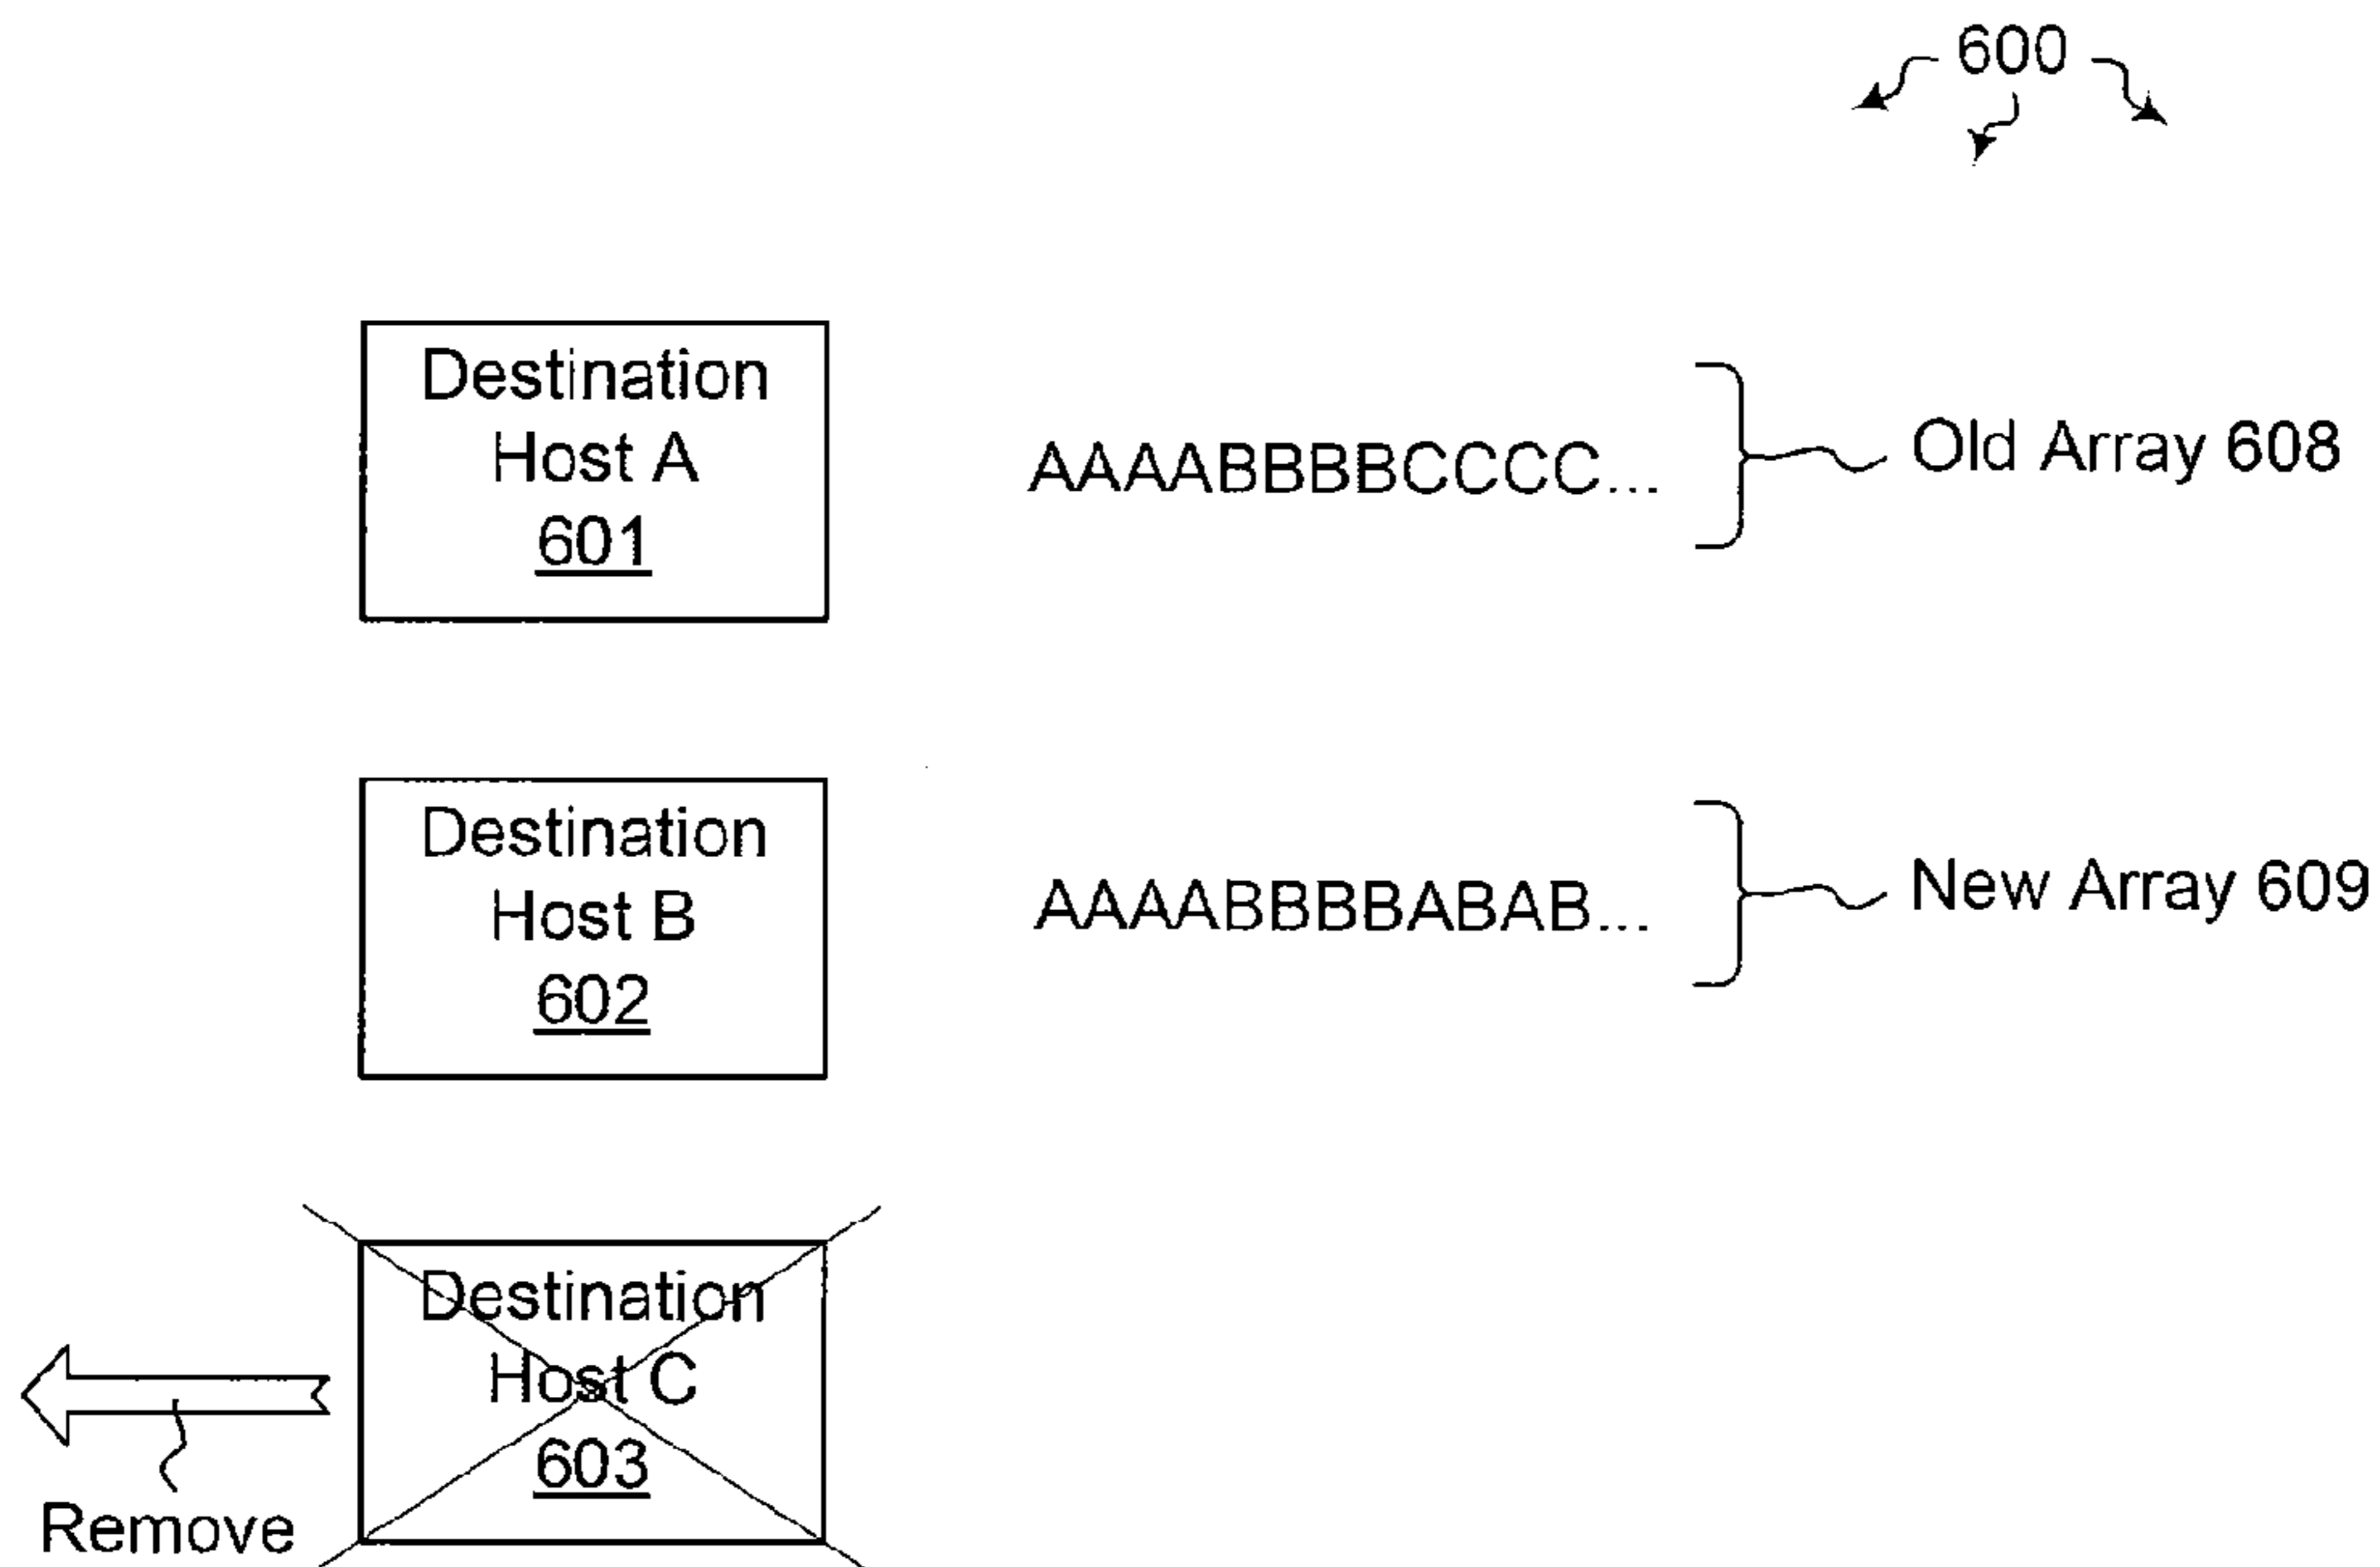 600
Destination
Host A
601
AAAABBBBCCCC...
Old Array 608
Destination
Host B
602
AAAABBBBABAB...
New Array 609
Destination
Host C
603
Remove